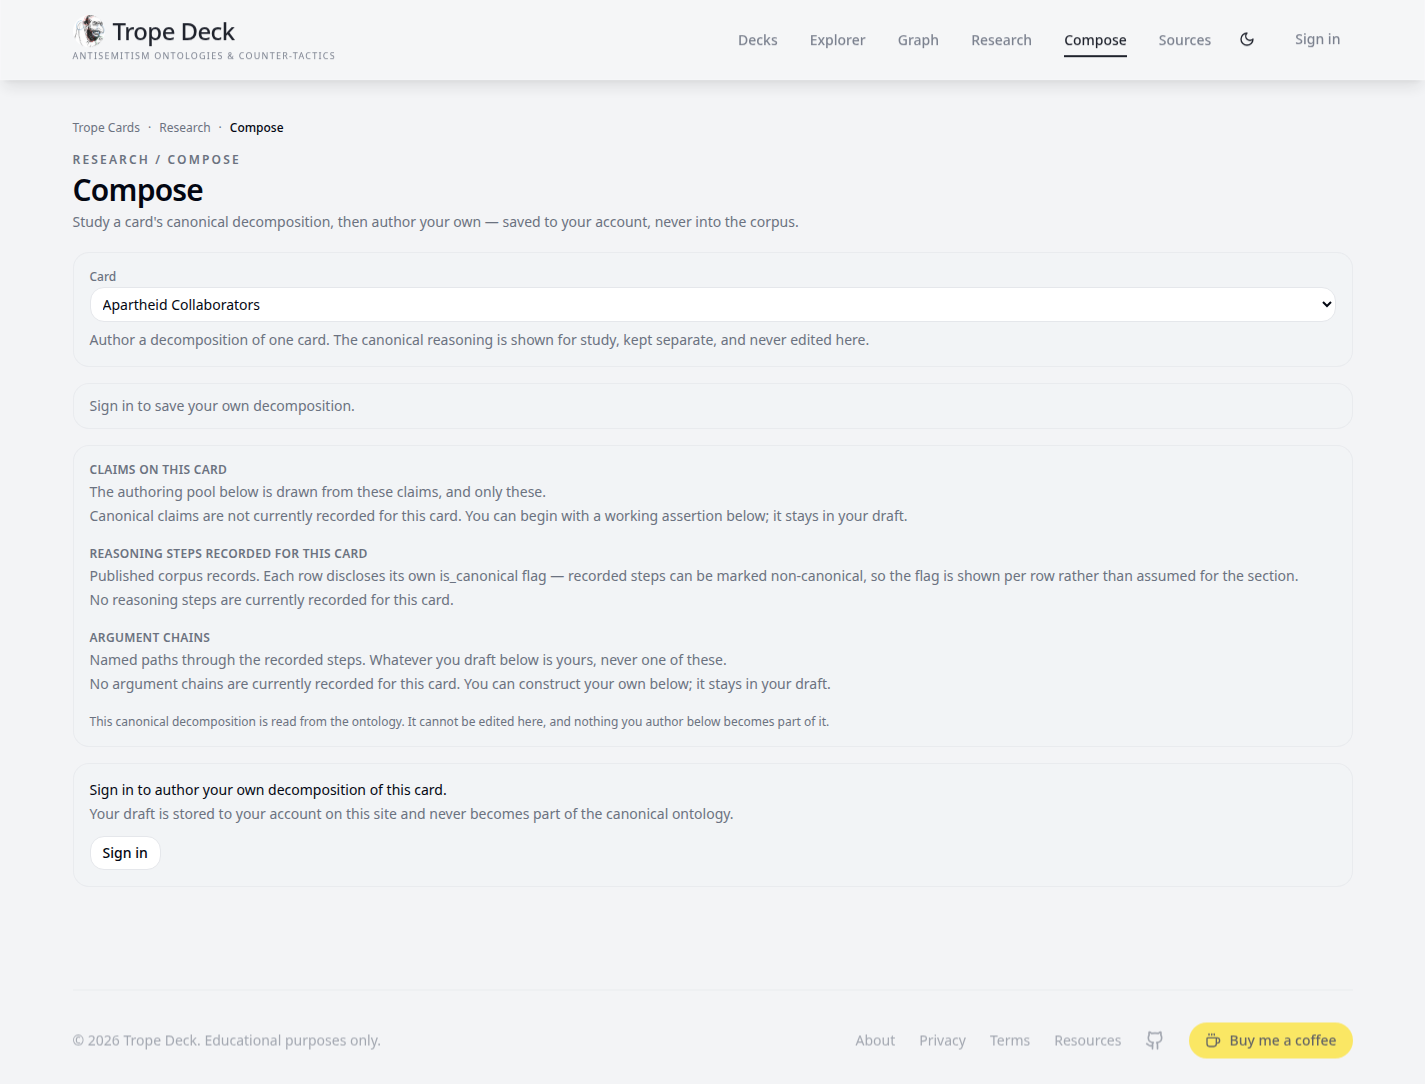 Trope Deck
ANTISEMITISM ONTOLOGIES & COUNTER-TACTICS
Decks
Explorer
Graph
Research
Compose
Sources
Sign in
Trope Cards · Research · Compose
RESEARCH / COMPOSE
Compose
Study a card's canonical decomposition, then author your own — saved to your account, never into the corpus.
Card
Apartheid Collaborators
Author a decomposition of one card. The canonical reasoning is shown for study, kept separate, and never edited here.
Sign in to save your own decomposition.
CLAIMS ON THIS CARD
The authoring pool below is drawn from these claims, and only these.
Canonical claims are not currently recorded for this card. You can begin with a working assertion below; it stays in your draft.
REASONING STEPS RECORDED FOR THIS CARD
Published corpus records. Each row discloses its own is_canonical flag — recorded steps can be marked non-canonical, so the flag is shown per row rather than assumed for the section.
No reasoning steps are currently recorded for this card.
ARGUMENT CHAINS
Named paths through the recorded steps. Whatever you draft below is yours, never one of these.
No argument chains are currently recorded for this card. You can construct your own below; it stays in your draft.
This canonical decomposition is read from the ontology. It cannot be edited here, and nothing you author below becomes part of it.
Sign in to author your own decomposition of this card.
Your draft is stored to your account on this site and never becomes part of the canonical ontology.
Sign in
© 2026 Trope Deck. Educational purposes only.
About
Privacy
Terms
Resources
Buy me a coffee